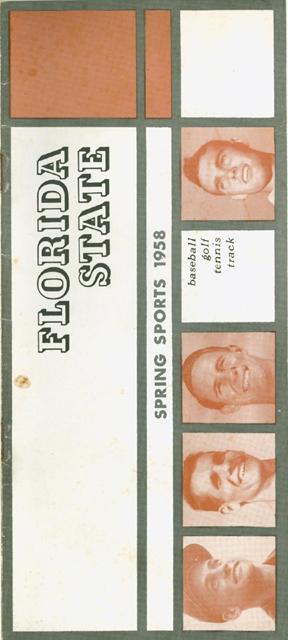 FLORIDA
STATE
SPRING SPORTS 1958
baseball
golf
tennis
track